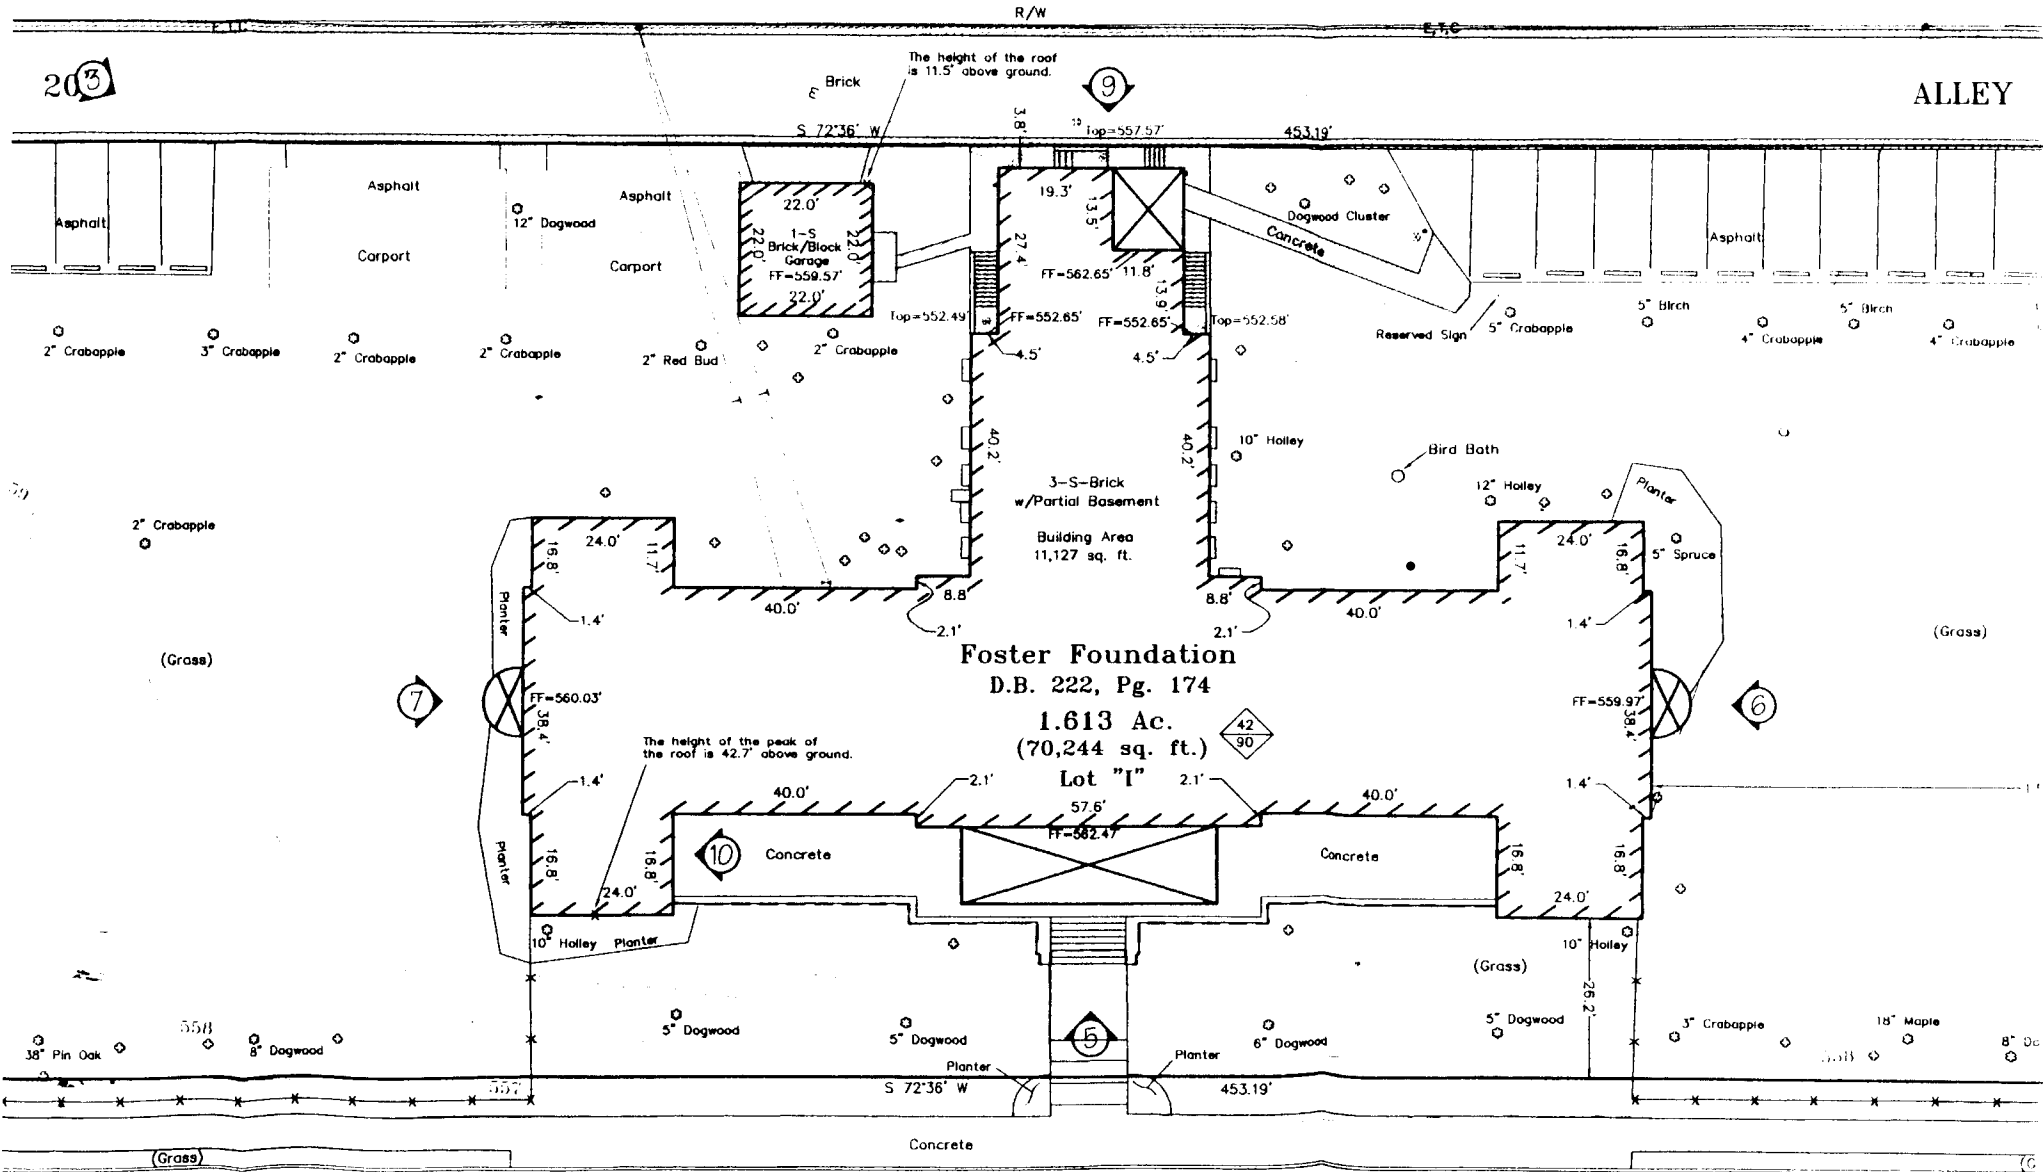 R/W
E,T,C
The height of the roof
is 11.5' above ground.
20
3
Brick
9
ALLEY
S 72°36' W
3.8'
Top=557.57'
453.19'
Asphalt
Asphalt
Asphalt
12" Dogwood
Carport
Carport
22.0'
22.0'
1-S
Brick/Block
Garage
FF=559.57'
22.0'
22.0'
19.3'
13.5'
27.4'
FF=562.65'
11.8'
13.9'
Dogwood Cluster
Concrete
Asphalt
Top=552.49'
FF=552.65'
FF=552.65'
Top=552.58'
4.5'
4.5'
Reserved Sign
2" Crabapple
3" Crabapple
2" Crabapple
2" Crabapple
2" Red Bud
2" Crabapple
5" Crabapple
5" Birch
4" Crabapple
5" Birch
4" Crabapple
40.2'
40.2'
10" Holley
Bird Bath
3-S-Brick
w/Partial Basement
Building Area
11,127 sq. ft.
12" Holley
Planter
2" Crabapple
16.8'
24.0'
11.7'
11.7'
24.0'
16.8'
5" Spruce
Planter
1.4'
40.0'
8.8'
2.1'
8.8'
2.1'
40.0'
1.4'
(Grass)
(Grass)
Foster Foundation
D.B. 222, Pg. 174
1.613 Ac.
(70,244 sq. ft.)
Lot "I"
42
90
7
FF=560.03'
38.4'
FF=559.97'
38.4'
6
The height of the peak of
the roof is 42.7' above ground.
1.4'
40.0'
2.1'
2.1'
57.6'
FF=562.47'
40.0'
1.4'
Planter
16.8'
16.8'
10
Concrete
Concrete
16.8'
16.8'
24.0'
24.0'
10" Holley
Planter
10" Holley
(Grass)
26.2'
558
38" Pin Oak
8" Dogwood
5" Dogwood
5" Dogwood
5
6" Dogwood
5" Dogwood
3" Crabapple
18" Maple
558
8"
Planter
Planter
557
S 72°36' W
453.19'
Concrete
(Grass)